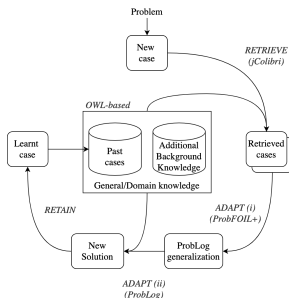 Problem
New
case
RETRIEVE
(jColibri)
OWL-based
Learnt
case
Past
cases
Additional
Background
Knowledge
Retrieved
cases
General/Domain knowledge
RETAIN
ADAPT (i)
(ProbFOIL+)
New
Solution
ProbLog
generalization
ADAPT (ii)
(ProbLog)